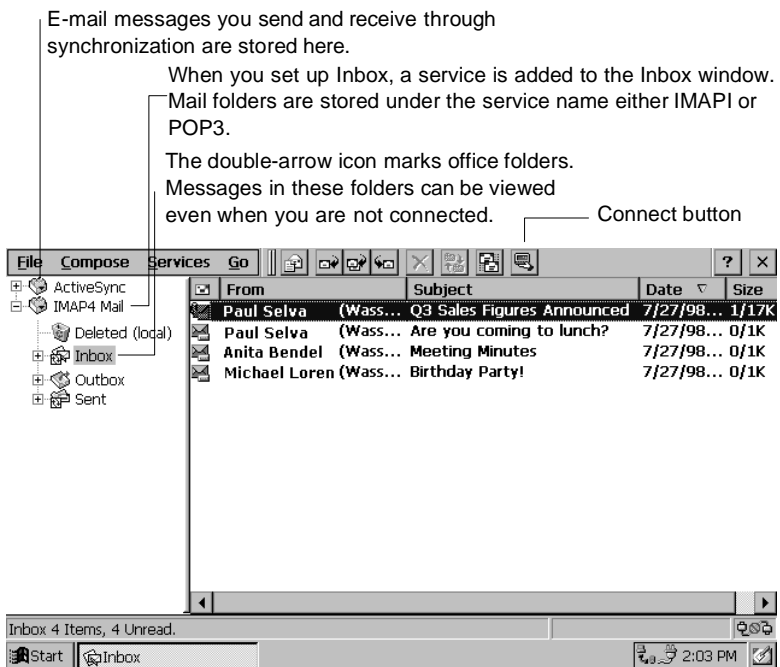 E-mail messages you send and receive through
synchronization are stored here.
When you set up Inbox, a service is added to the Inbox window.
Mail folders are stored under the service name either IMAPI or
POP3.
The double-arrow icon marks office folders.
Messages in these folders can be viewed
even when you are not connected.
Connect button
File Compose Services Go ? ×
ActiveSync
IMAP4 Mail
Deleted (local)
Inbox
Outbox
Sent
From Subject Date Size
Paul Selva (Wass... Q3 Sales Figures Announced 7/27/98... 1/17K
Paul Selva (Wass... Are you coming to lunch? 7/27/98... 0/1K
Anita Bendel (Wass... Meeting Minutes 7/27/98... 0/1K
Michael Loren (Wass... Birthday Party! 7/27/98... 0/1K
Inbox 4 Items, 4 Unread.
Start Inbox 2:03 PM